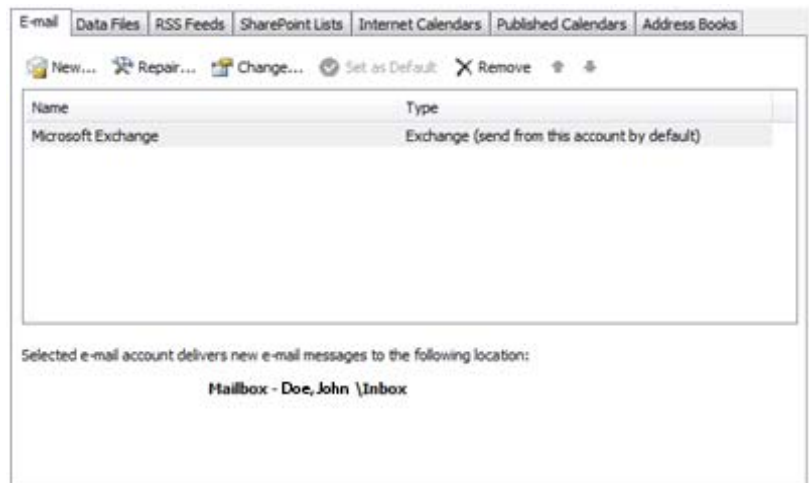 E-mail Data Files RSS Feeds SharePoint Lists Internet Calendars Published Calendars Address Books
New... Repair... Change... Set as Default Remove
Name Type
Microsoft Exchange Exchange (send from this account by default)
Selected e-mail account delivers new e-mail messages to the following location:
Mailbox - Doe, John \Inbox